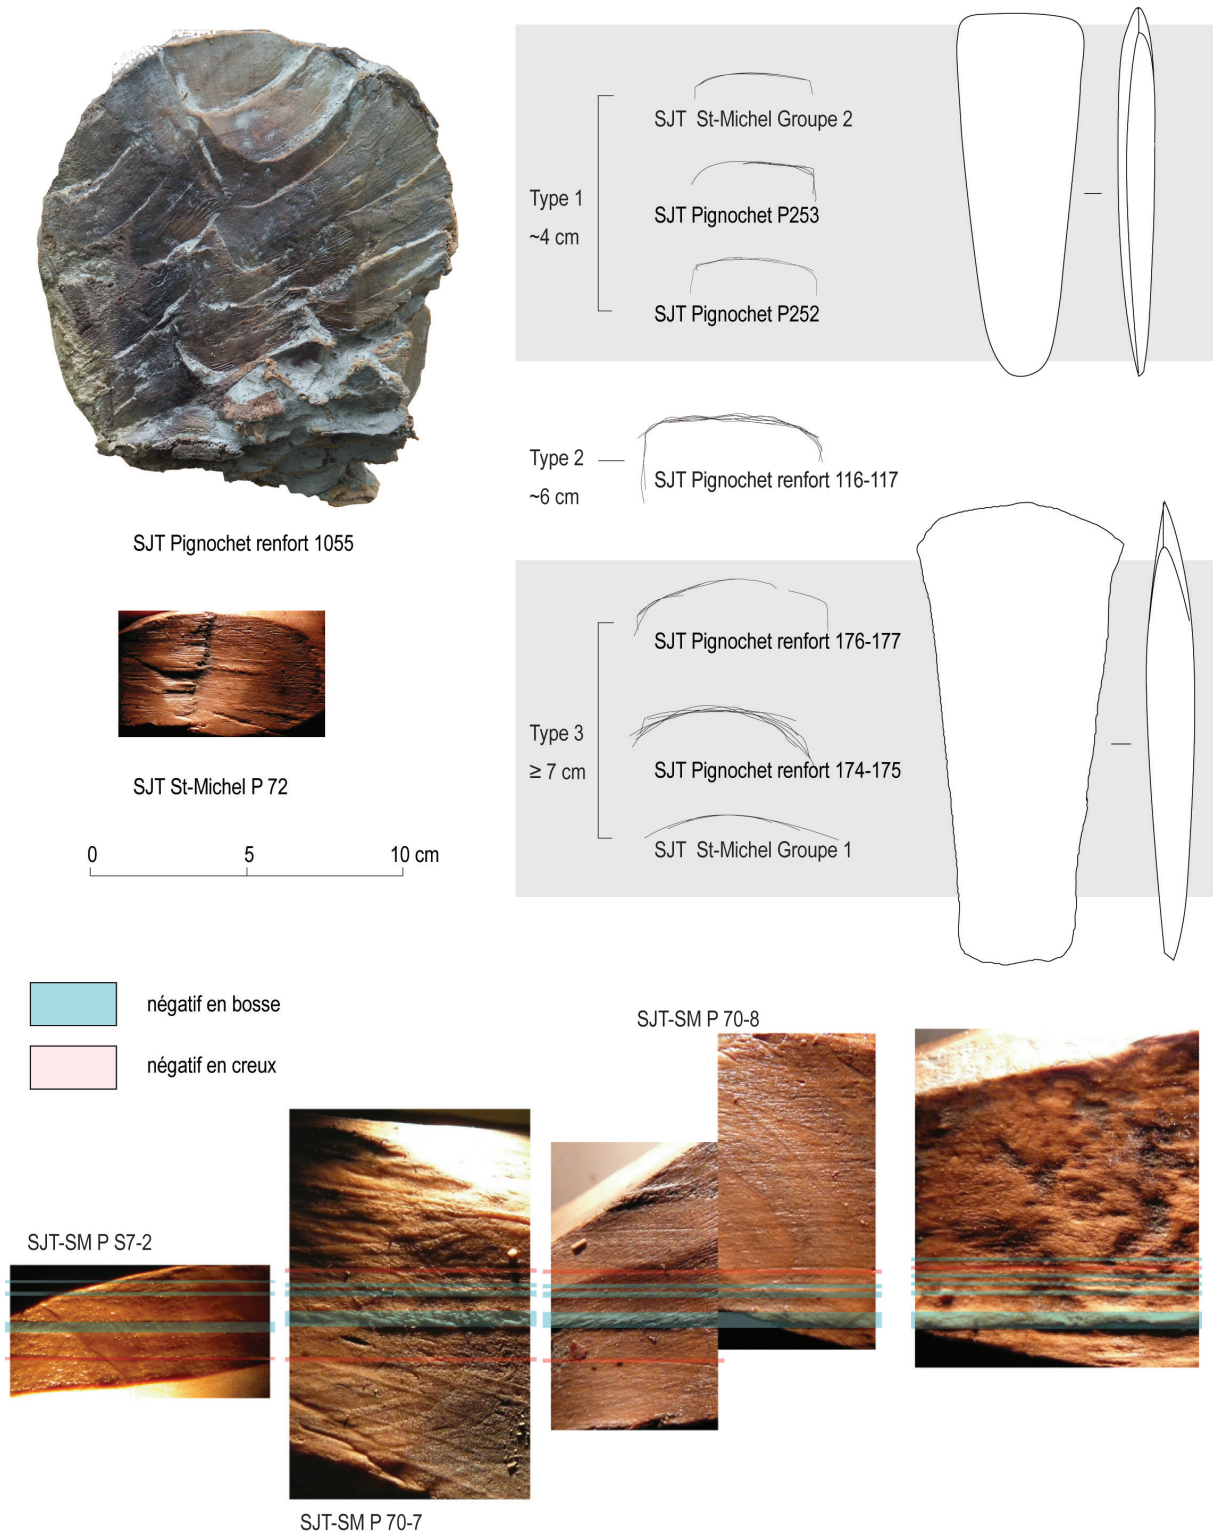 SJT Pignochet renfort 1055
SJT St-Michel P 72
0 5 10 cm
Type 1
~4 cm
SJT St-Michel Groupe 2
SJT Pignochet P253
SJT Pignochet P252
Type 2
~6 cm
SJT Pignochet renfort 116-117
Type 3
≥ 7 cm
SJT Pignochet renfort 176-177
SJT Pignochet renfort 174-175
SJT St-Michel Groupe 1
négatif en bosse
négatif en creux
SJT-SM P S7-2
SJT-SM P 70-7
SJT-SM P 70-8